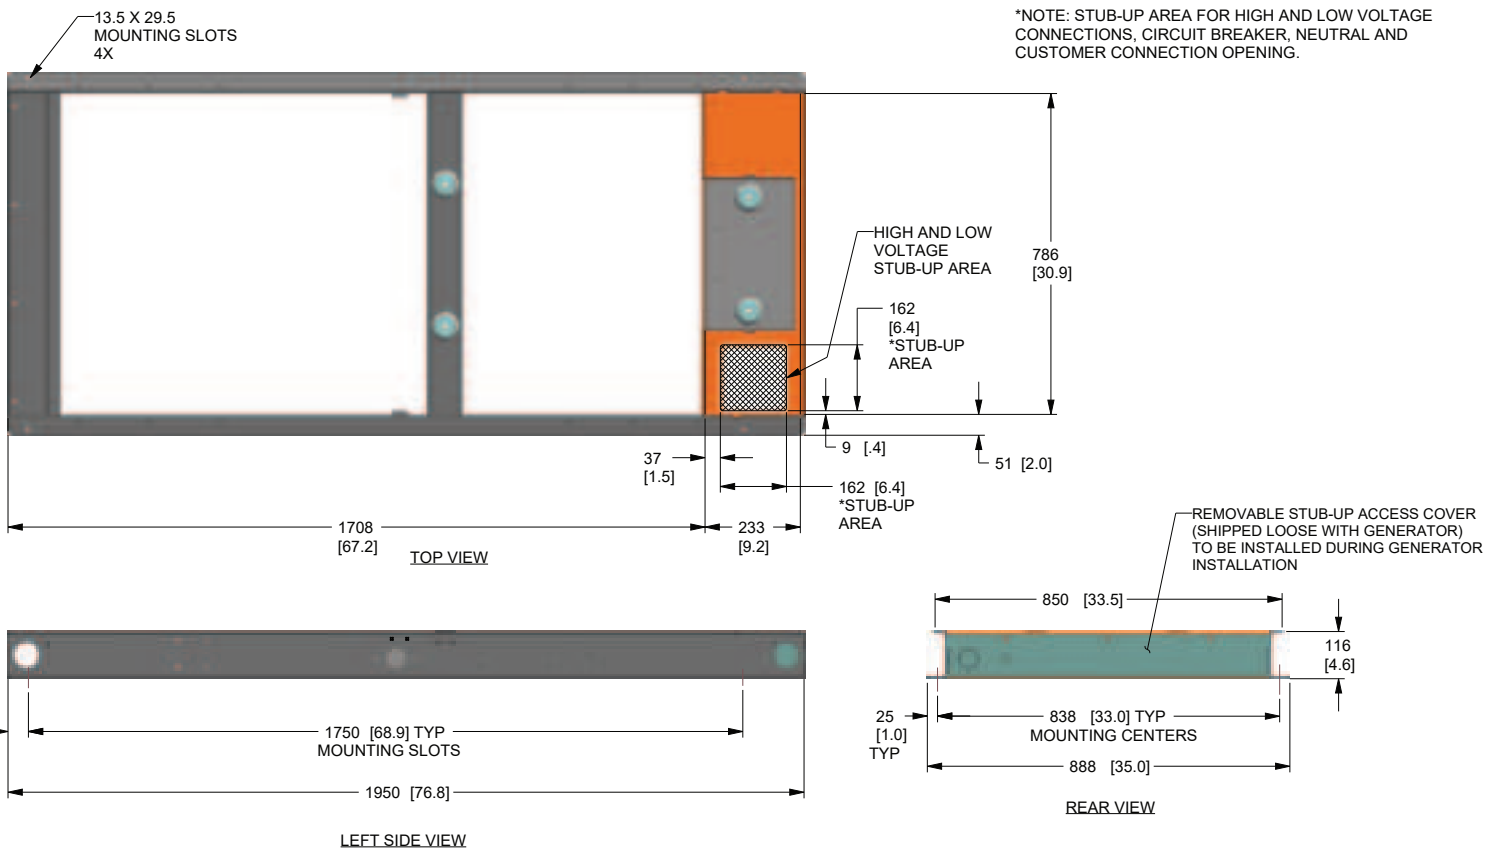 13.5 X 29.5
MOUNTING SLOTS
4X
*NOTE: STUB-UP AREA FOR HIGH AND LOW VOLTAGE
CONNECTIONS, CIRCUIT BREAKER, NEUTRAL AND
CUSTOMER CONNECTION OPENING.
HIGH AND LOW
VOLTAGE
STUB-UP AREA
786
[30.9]
162
[6.4]
*STUB-UP
AREA
9 [.4]
51 [2.0]
37
[1.5]
162 [6.4]
*STUB-UP
AREA
1708
[67.2]
233
[9.2]
TOP VIEW
REMOVABLE STUB-UP ACCESS COVER
(SHIPPED LOOSE WITH GENERATOR)
TO BE INSTALLED DURING GENERATOR
INSTALLATION
850 [33.5]
116
[4.6]
1750 [68.9] TYP
MOUNTING SLOTS
1950 [76.8]
LEFT SIDE VIEW
25
[1.0]
TYP
838 [33.0] TYP
MOUNTING CENTERS
888 [35.0]
REAR VIEW